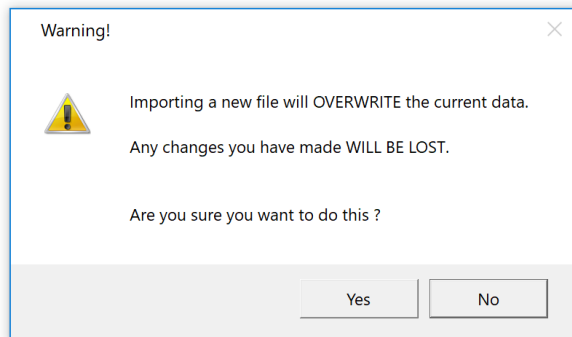 Warning!
Importing a new file will OVERWRITE the current data.
Any changes you have made WILL BE LOST.
Are you sure you want to do this ?
Yes
No